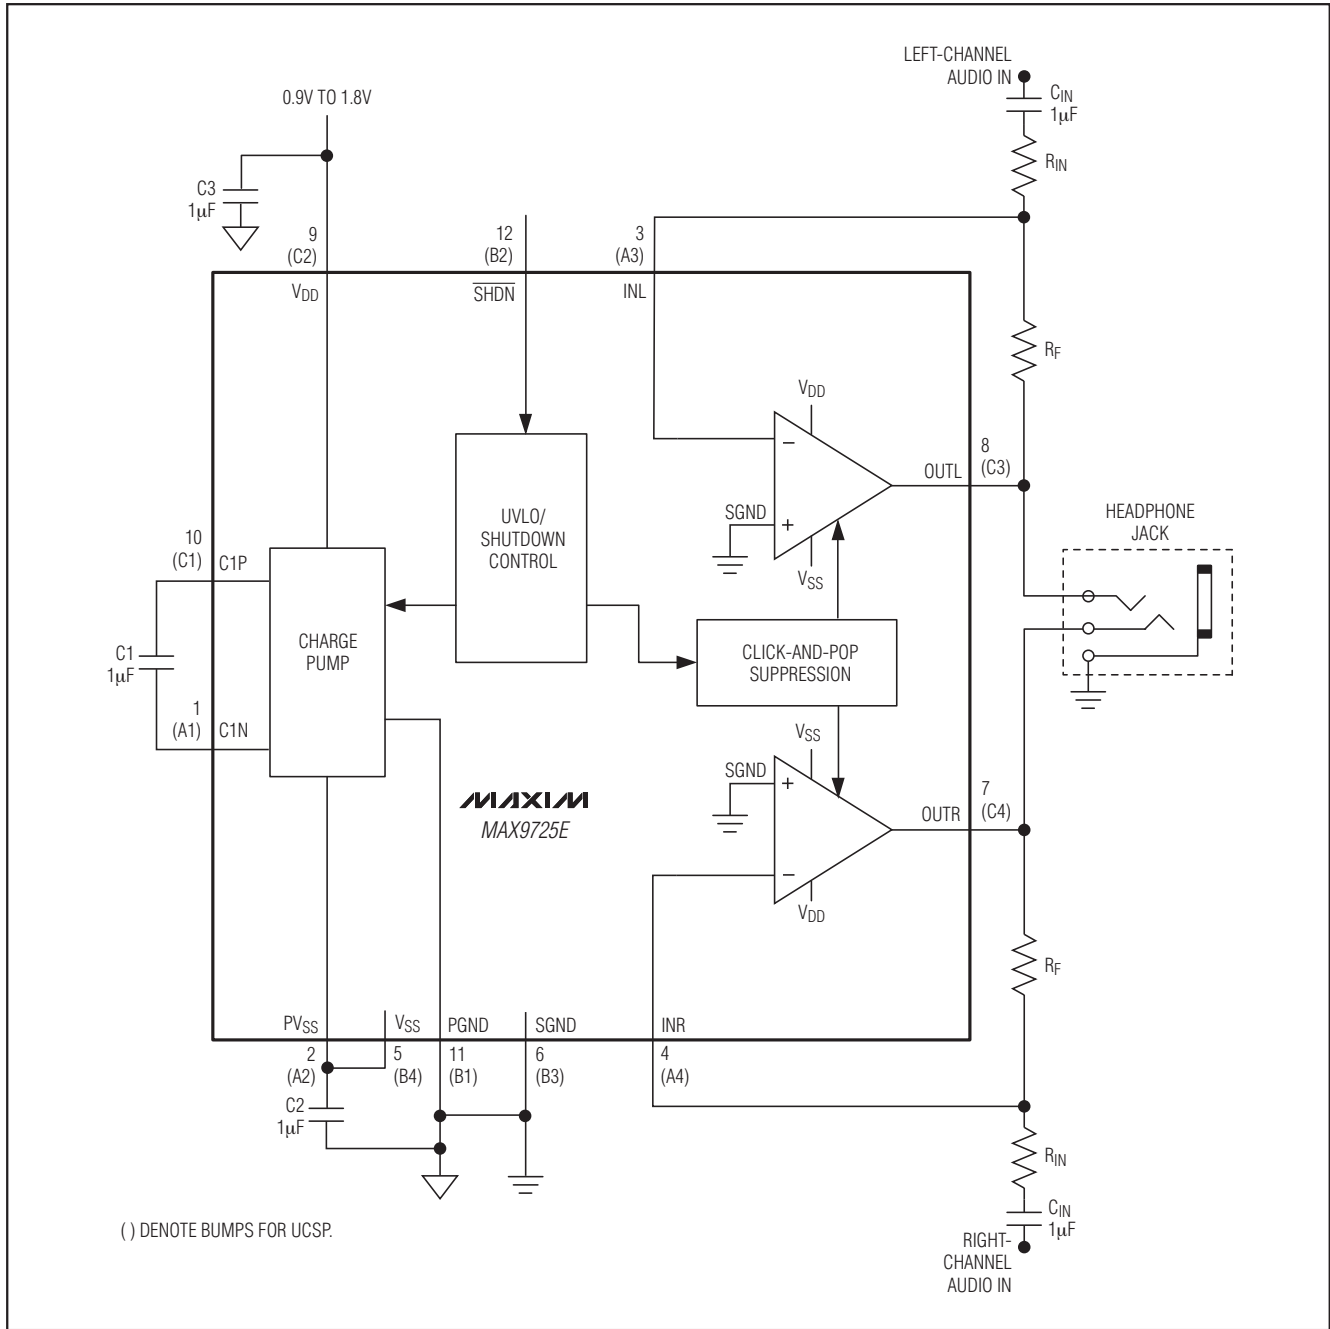 LEFT-CHANNEL
AUDIO IN
CIN
1µF
RIN
0.9V TO 1.8V
C3
1µF
9
(C2)
12
(B2)
3
(A3)
VDD
SHDN
INL
RF
VDD
−
8
(C3)
OUTL
SGND
+
VSS
HEADPHONE
JACK
UVLO/
SHUTDOWN
CONTROL
10
(C1)
C1P
CHARGE
PUMP
C1
1µF
CLICK-AND-POP
SUPPRESSION
1
(A1)
C1N
VSS
SGND
+
MAXIM
MAX9725E
7
(C4)
OUTR
−
VDD
RF
PVSS
VSS
PGND
SGND
INR
2
(A2)
5
(B4)
11
(B1)
6
(B3)
4
(A4)
C2
1µF
RIN
CIN
1µF
RIGHT-
CHANNEL
AUDIO IN
( ) DENOTE BUMPS FOR UCSP.